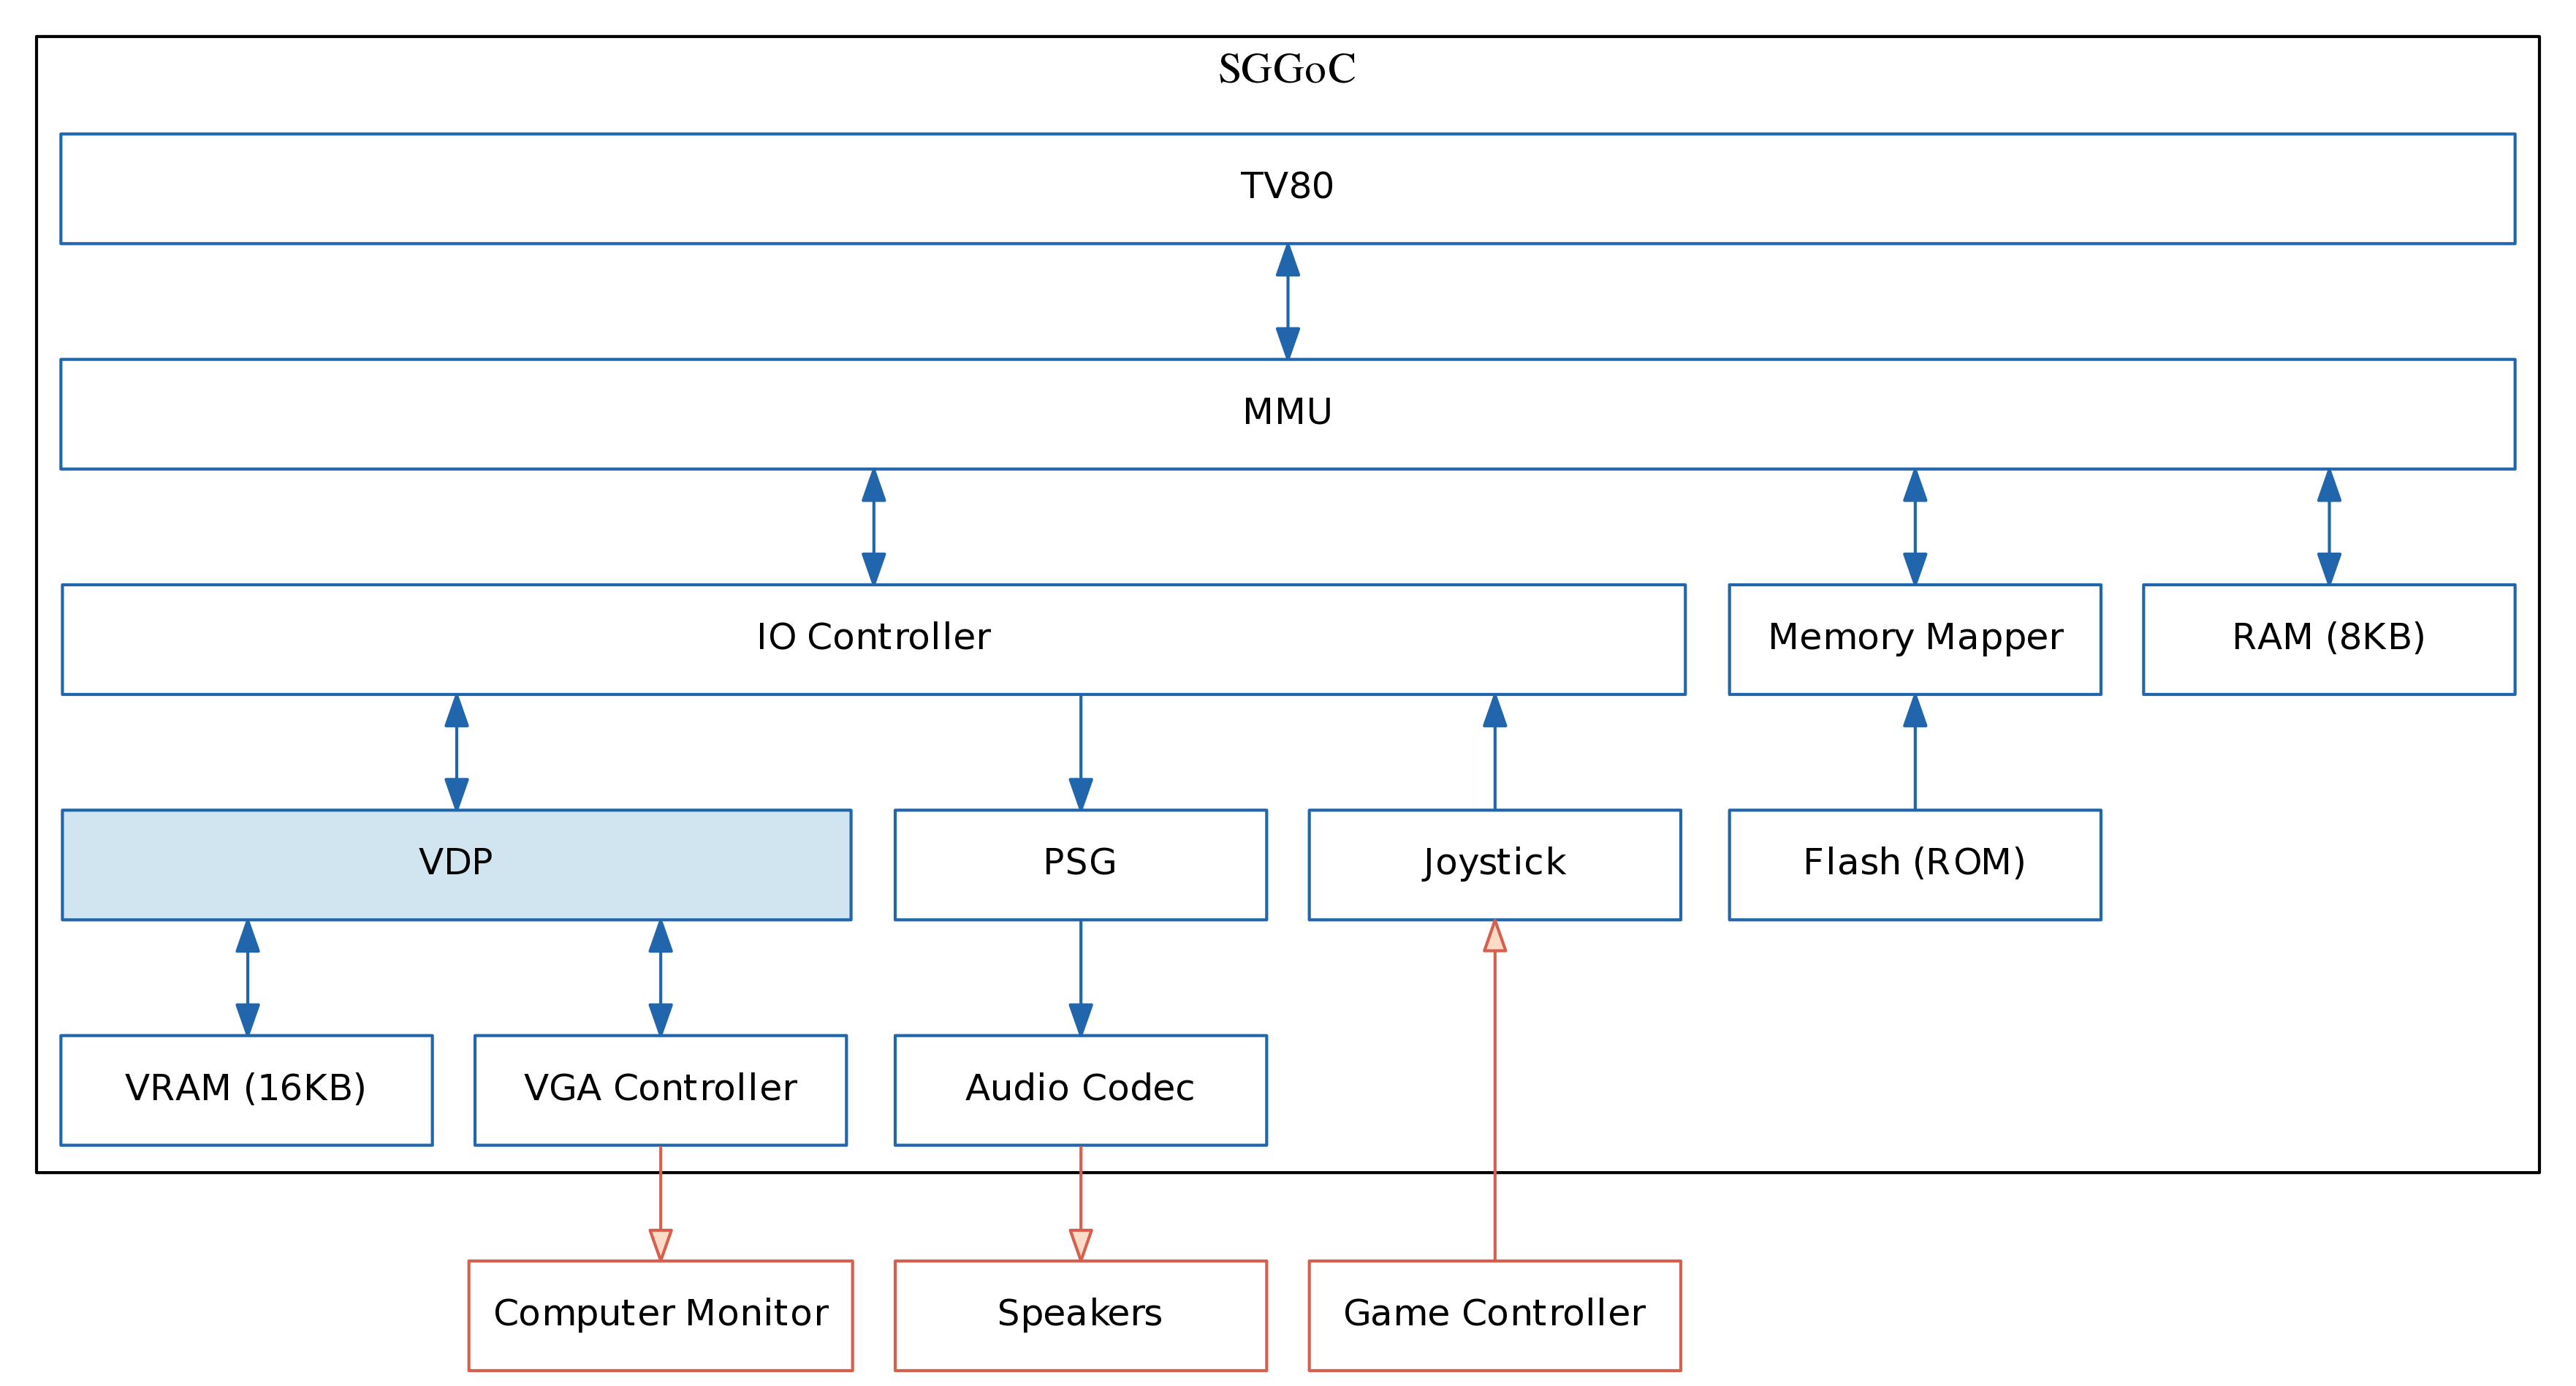 SGGoC
TV80
MMU
IO Controller
Memory Mapper
RAM (8KB)
VDP
PSG
Joystick
Flash (ROM)
VRAM (16KB)
VGA Controller
Audio Codec
Computer Monitor
Speakers
Game Controller